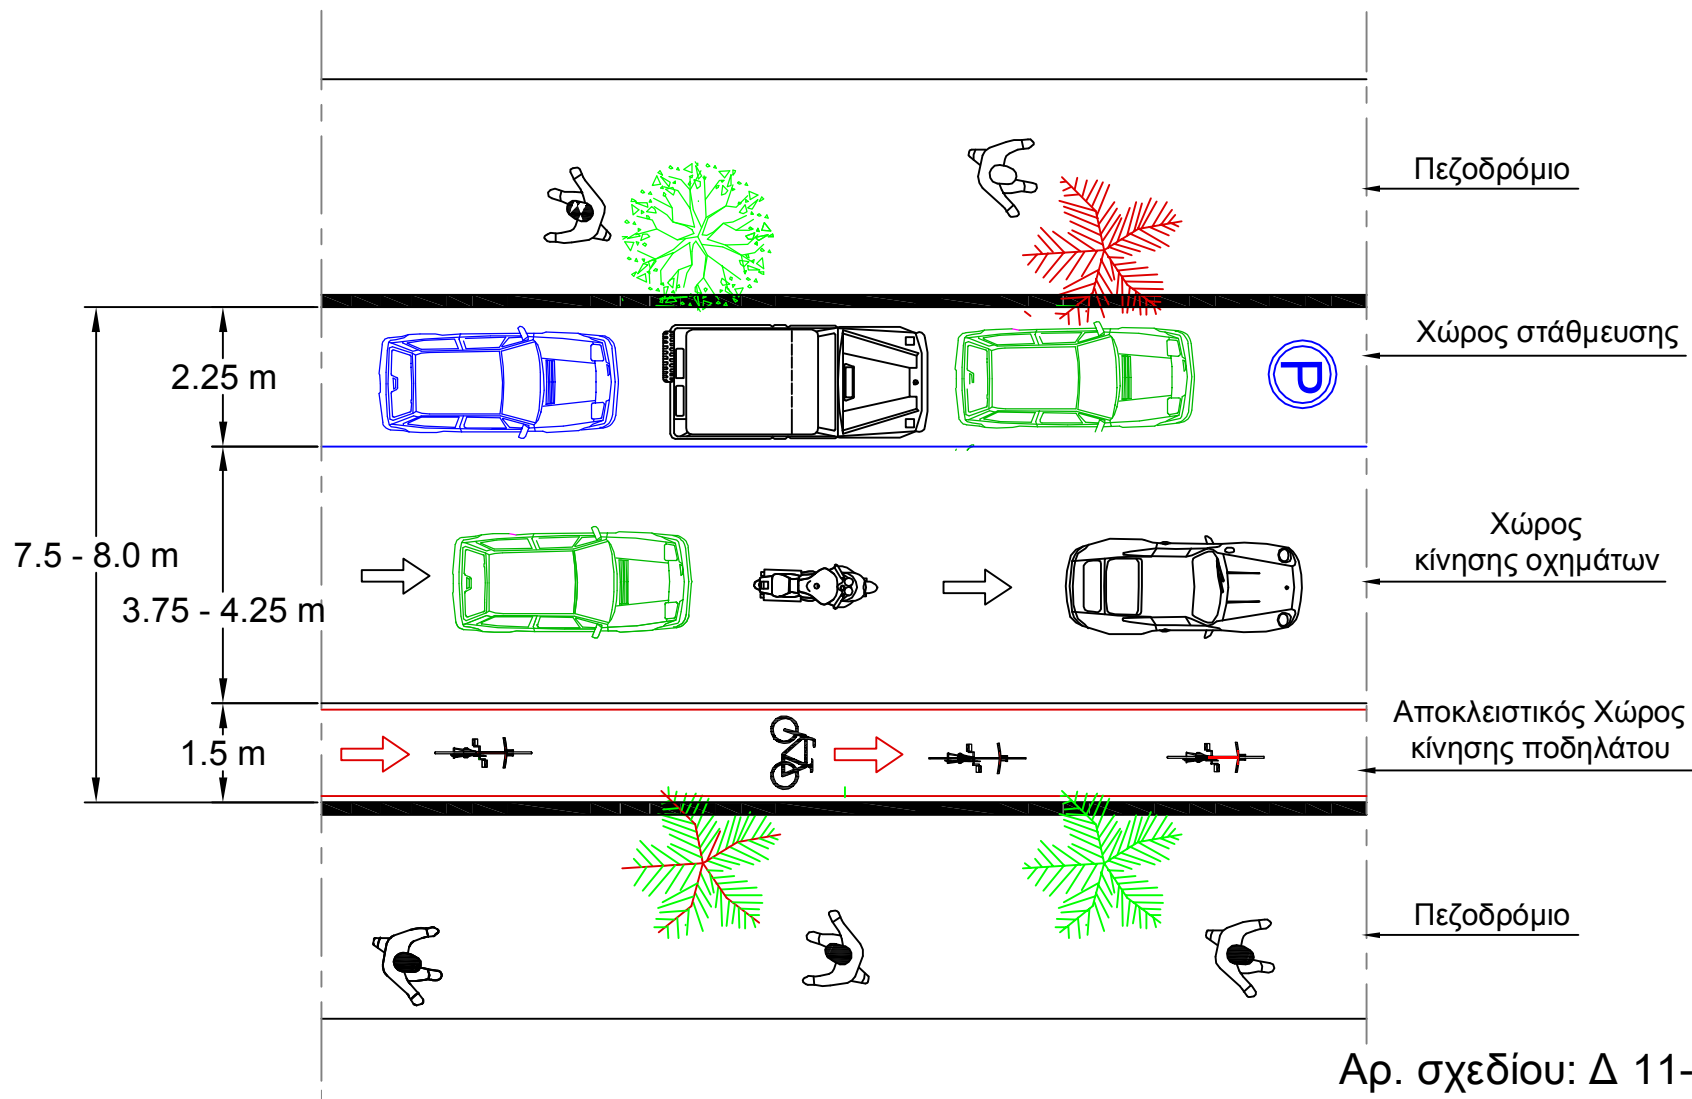 Πεζοδρόμιο
Χώρος στάθμευσης
P
2.25 m
Χώρος
κίνησης οχημάτων
7.5 - 8.0 m
3.75 - 4.25 m
Αποκλειστικός Χώρος
κίνησης ποδηλάτου
1.5 m
Πεζοδρόμιο
Αρ. σχεδίου: Δ 11-